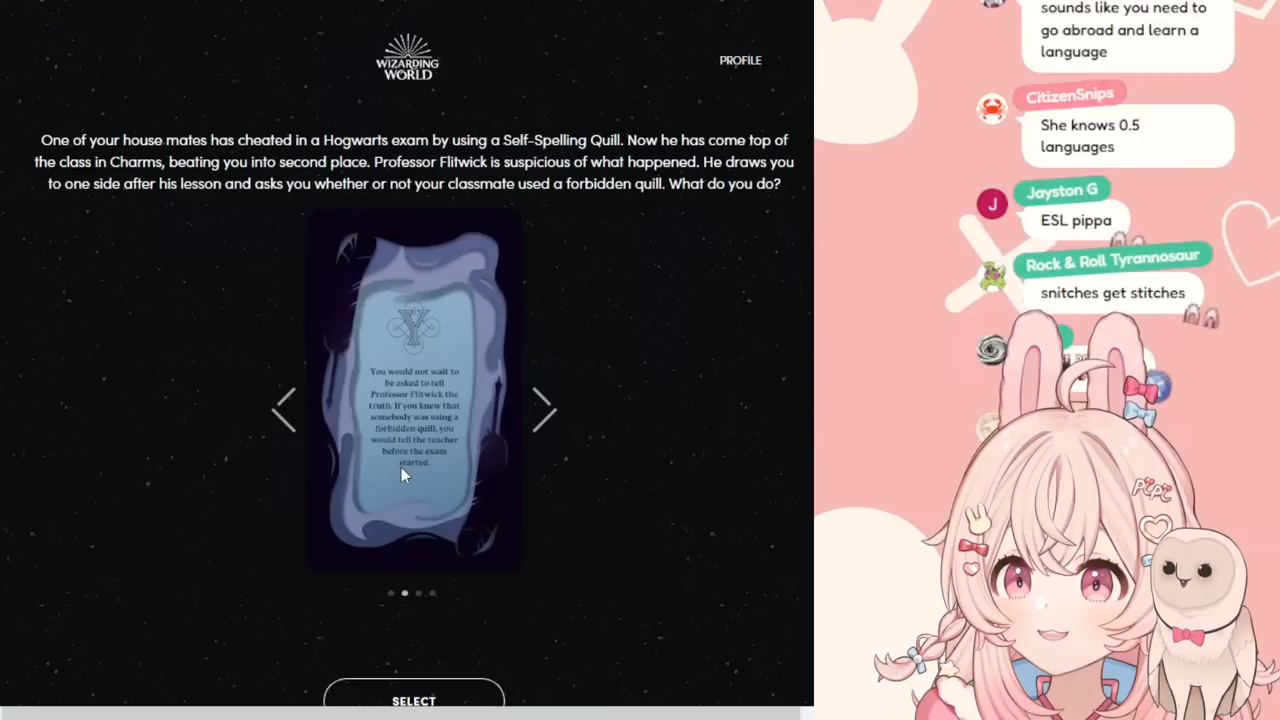 WIZARDING
WORLD
PROFILE
One of your house mates has cheated in a Hogwarts exam by using a Self-Spelling Quill. Now he has come top of
the class in Charms, beating you into second place. Professor Flitwick is suspicious of what happened. He draws you
to one side after his lesson and asks you whether or not your classmate used a forbidden quill. What do you do?
Y
You would not wait to
be asked to tell
Professor Flitwick the
truth. If you knew that
somebody was using a
forbidden quill, you
would tell the teacher
before the exam
started.
SELECT
sounds like you need to
go abroad and learn a
language
CitizenSnips
She knows 0.5
languages
J
Jayston G
ESL pippa
Rock & Roll Tyrannosaur
snitches get stitches